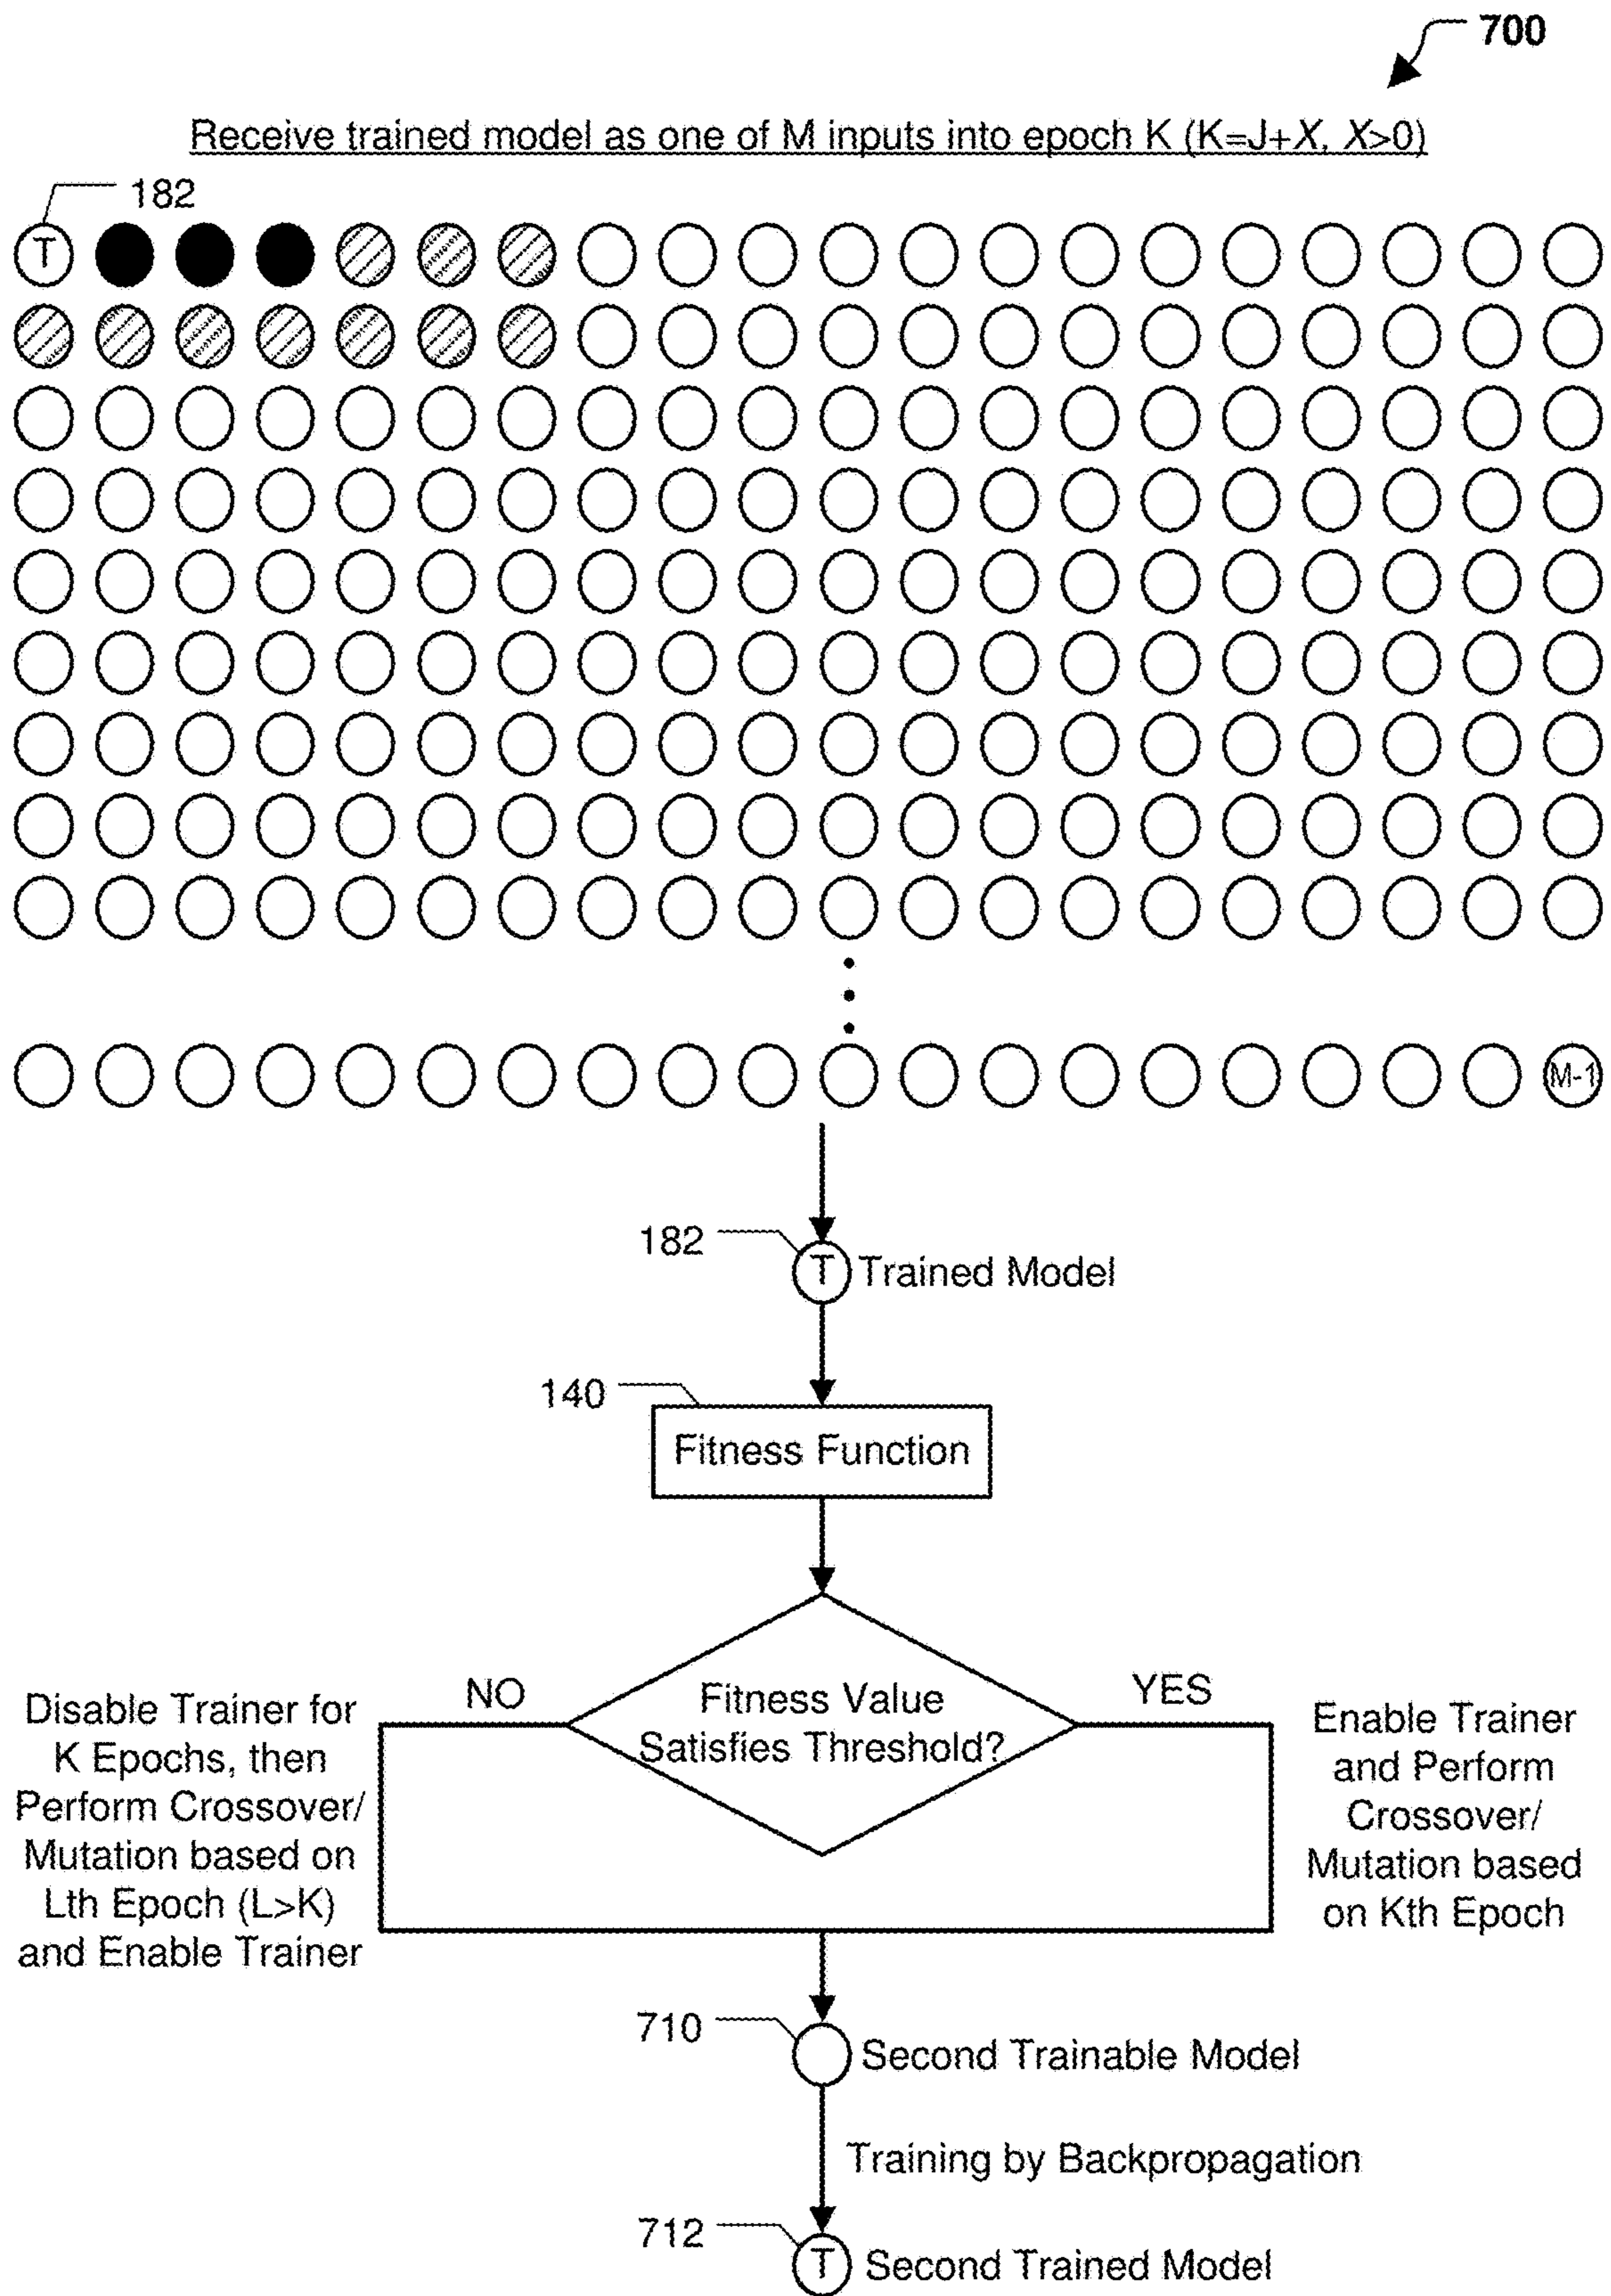 700
Receive trained model as one of M inputs into epoch K (K=J+X, X>0)
182
T
M-1
182
T Trained Model
140
Fitness Function
NO
Fitness Value
Satisfies Threshold?
YES
Disable Trainer for
K Epochs, then
Perform Crossover/
Mutation based on
Lth Epoch (L>K)
and Enable Trainer
Enable Trainer
and Perform
Crossover/
Mutation based
on Kth Epoch
710
Second Trainable Model
Training by Backpropagation
712
T Second Trained Model